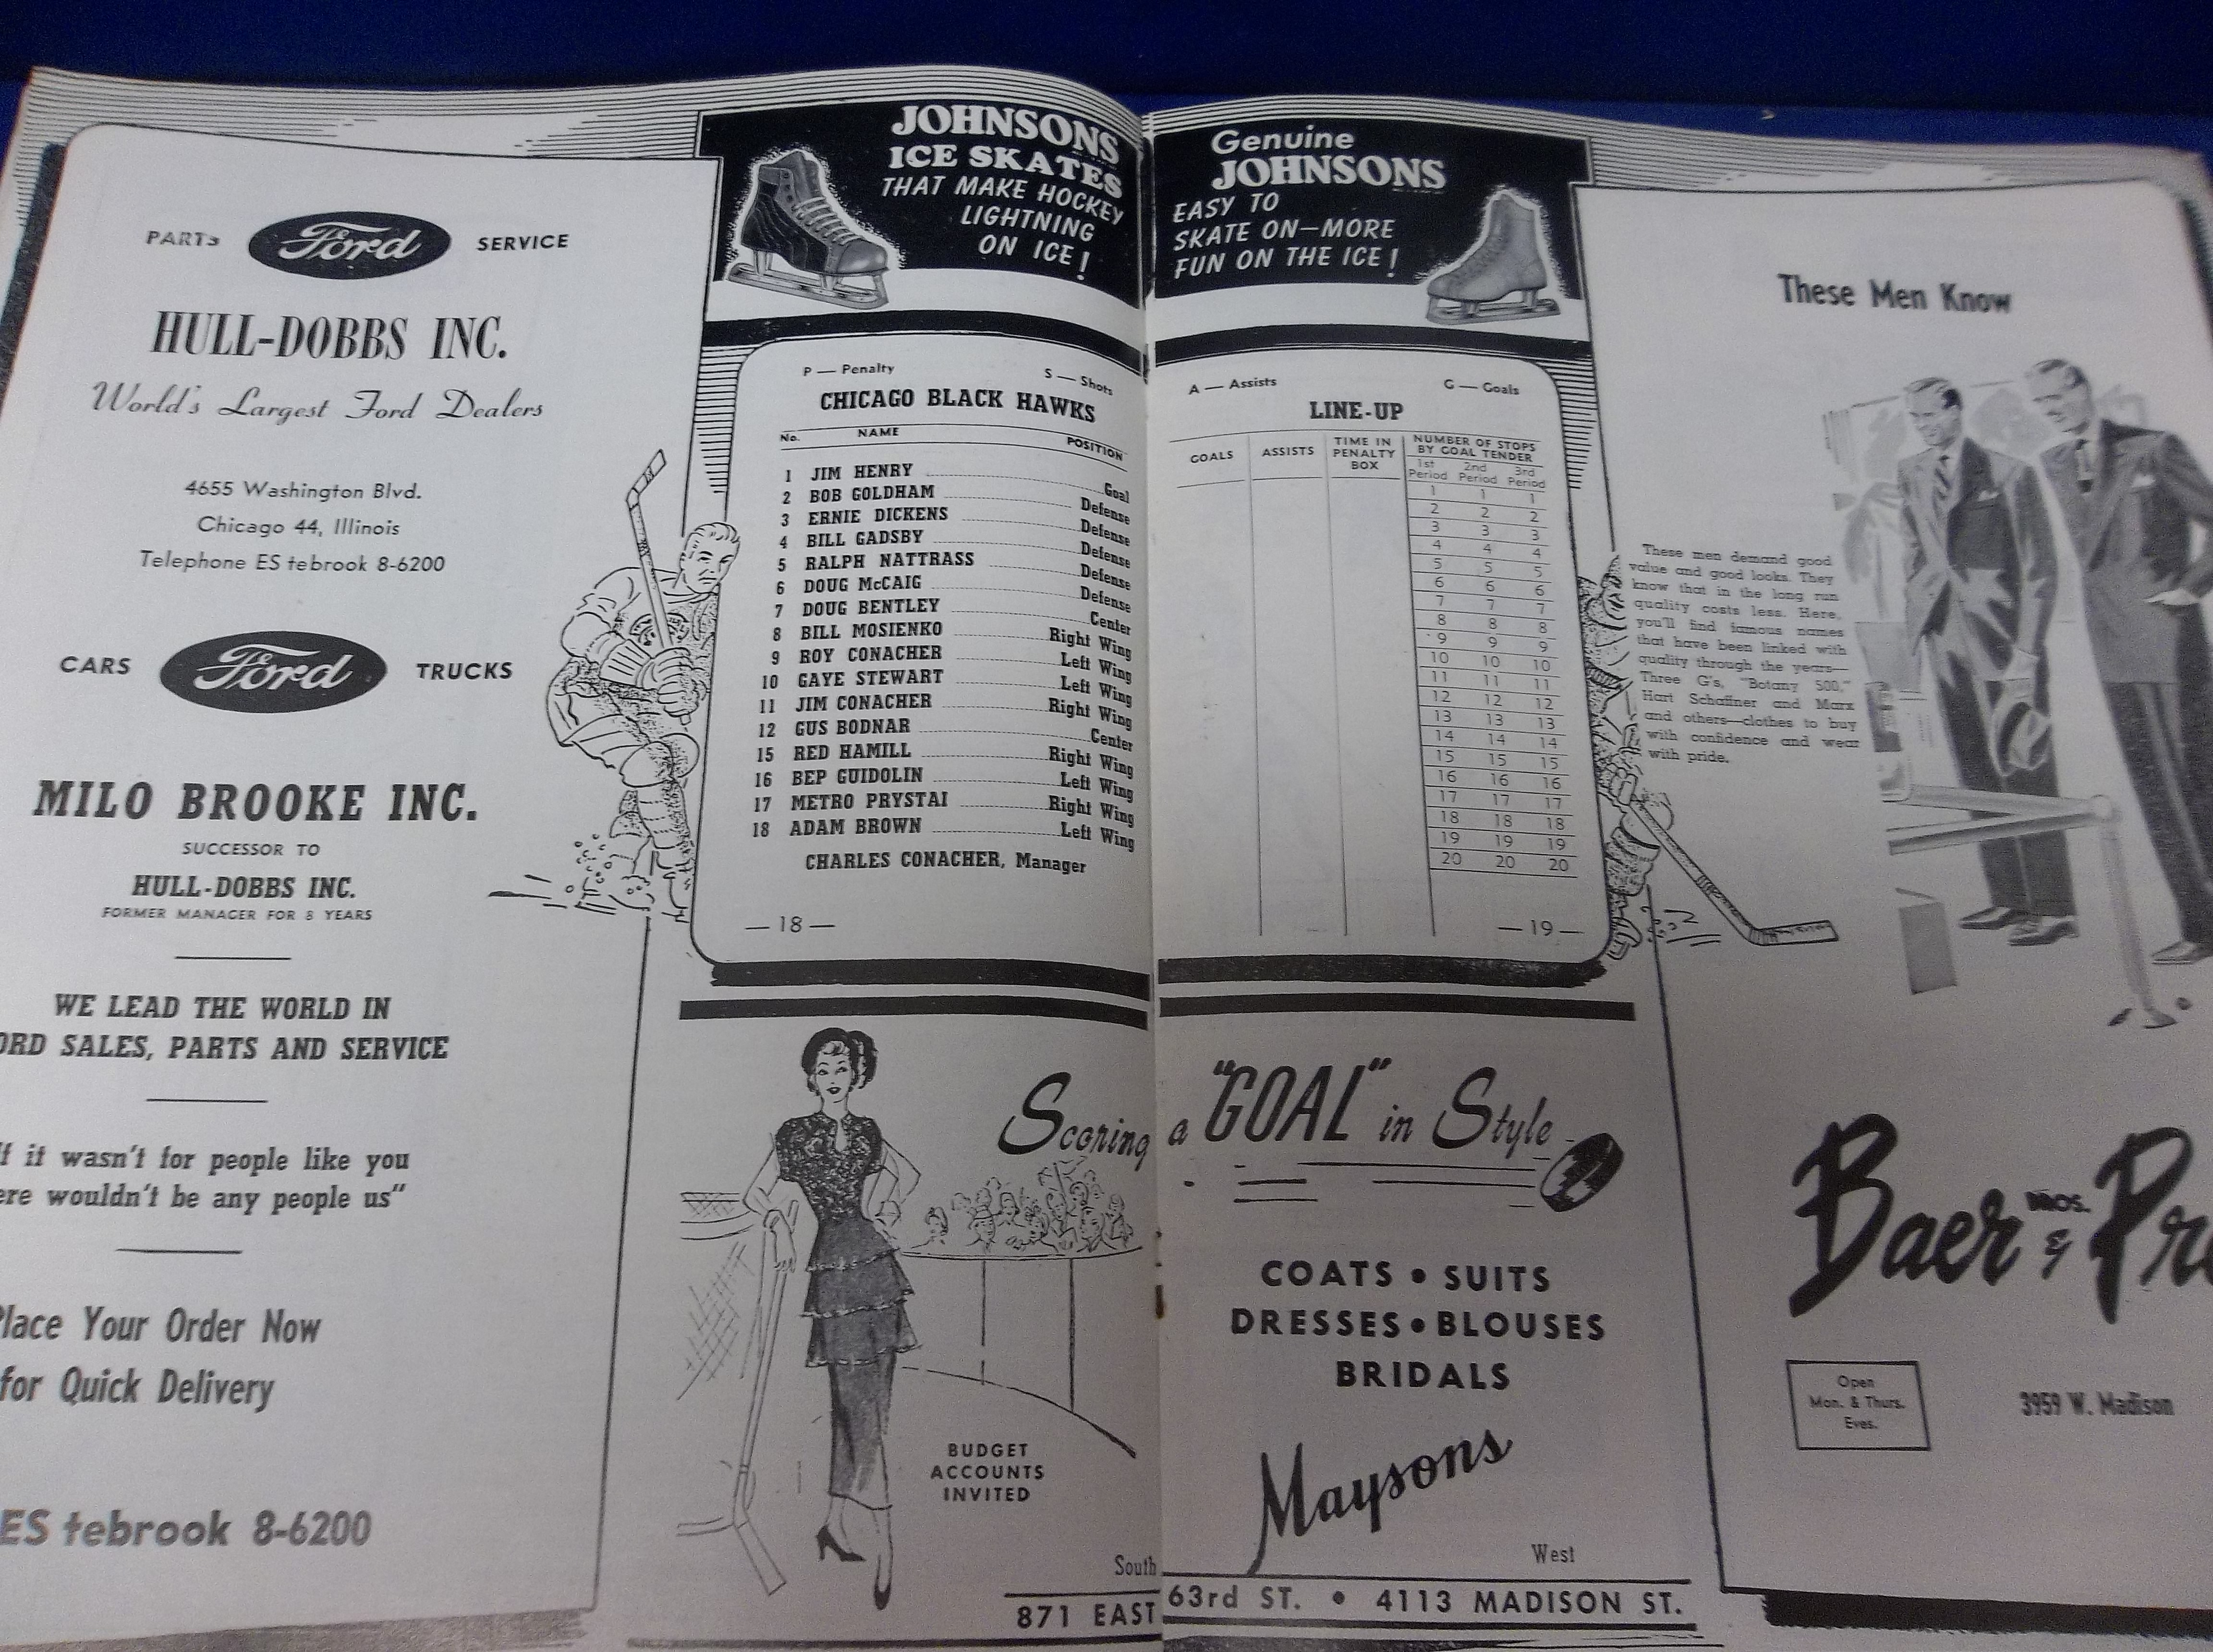 PARTS Ford SERVICE
HULL-DOBBS INC.
World's Largest Ford Dealers
4655 Washington Blvd.
Chicago 44, Illinois
Telephone ES tebrook 8-6200
CARS Ford TRUCKS
MILO BROOKE INC.
SUCCESSOR TO
HULL-DOBBS INC.
FORMER MANAGER FOR 8 YEARS
WE LEAD THE WORLD IN
ORD SALES, PARTS AND SERVICE
f it wasn't for people like you
ere wouldn't be any people us"
lace Your Order Now
for Quick Delivery
ES tebrook 8-6200
JOHNSONS
ICE SKATES
THAT MAKE HOCKEY
LIGHTNING
ON ICE!
P — Penalty S — Shots
CHICAGO BLACK HAWKS
No. NAME POSITION
1 JIM HENRY Goal
2 BOB GOLDHAM Defense
3 ERNIE DICKENS Defense
4 BILL GADSBY Defense
5 RALPH NATTRASS Defense
6 DOUG McCAIG Defense
7 DOUG BENTLEY Center
8 BILL MOSIENKO Right Wing
9 ROY CONACHER Left Wing
10 GAYE STEWART Left Wing
11 JIM CONACHER Right Wing
12 GUS BODNAR Center
15 RED HAMILL Right Wing
16 BEP GUIDOLIN Left Wing
17 METRO PRYSTAI Right Wing
18 ADAM BROWN Left Wing
CHARLES CONACHER, Manager
— 18 —
Genuine
JOHNSONS
EASY TO
SKATE ON—MORE
FUN ON THE ICE!
A — Assists G — Goals
LINE-UP
GOALS ASSISTS TIME IN PENALTY BOX NUMBER OF STOPS BY GOAL TENDER
1st Period 2nd Period 3rd Period
1 1 1
2 2 2
3 3 3
4 4 4
5 5 5
6 6 6
7 7 7
8 8 8
9 9 9
10 10 10
11 11 11
12 12 12
13 13 13
14 14 14
15 15 15
16 16 16
17 17 17
18 18 18
19 19 19
20 20 20
— 19 —
Scoring a "GOAL" in Style
COATS • SUITS
DRESSES • BLOUSES
BRIDALS
BUDGET
ACCOUNTS
INVITED
Maysons
South West
871 EAST 63rd ST. • 4113 MADISON ST.
These Men Know
These men demand good
value and good looks. They
know that in the long run
quality costs less. Here,
you'll find famous names
that have been linked with
quality through the years—
Three G's, "Botany 500,"
Hart Schaffner and Marx
and others—clothes to buy
with confidence and wear
with pride.
Baer BROS. & Pr
Open
Mon. & Thurs.
Eves.
3959 W. Madison